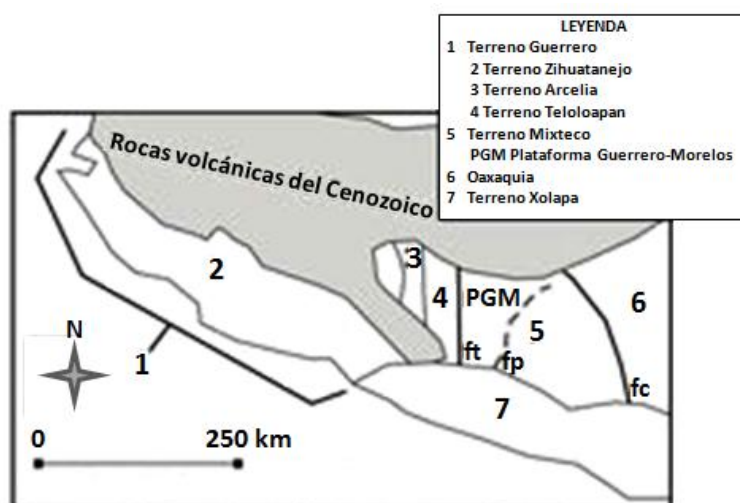 LEYENDA
1 Terreno Guerrero
2 Terreno Zihuatanejo
3 Terreno Arcelia
4 Terreno Teloloapan
5 Terreno Mixteco
PGM Plataforma Guerrero-Morelos
6 Oaxaquia
7 Terreno Xolapa
Rocas volcánicas del Cenozoico
2
3
4
PGM
5
6
ft
fp
fc
N
1
7
0
250 km